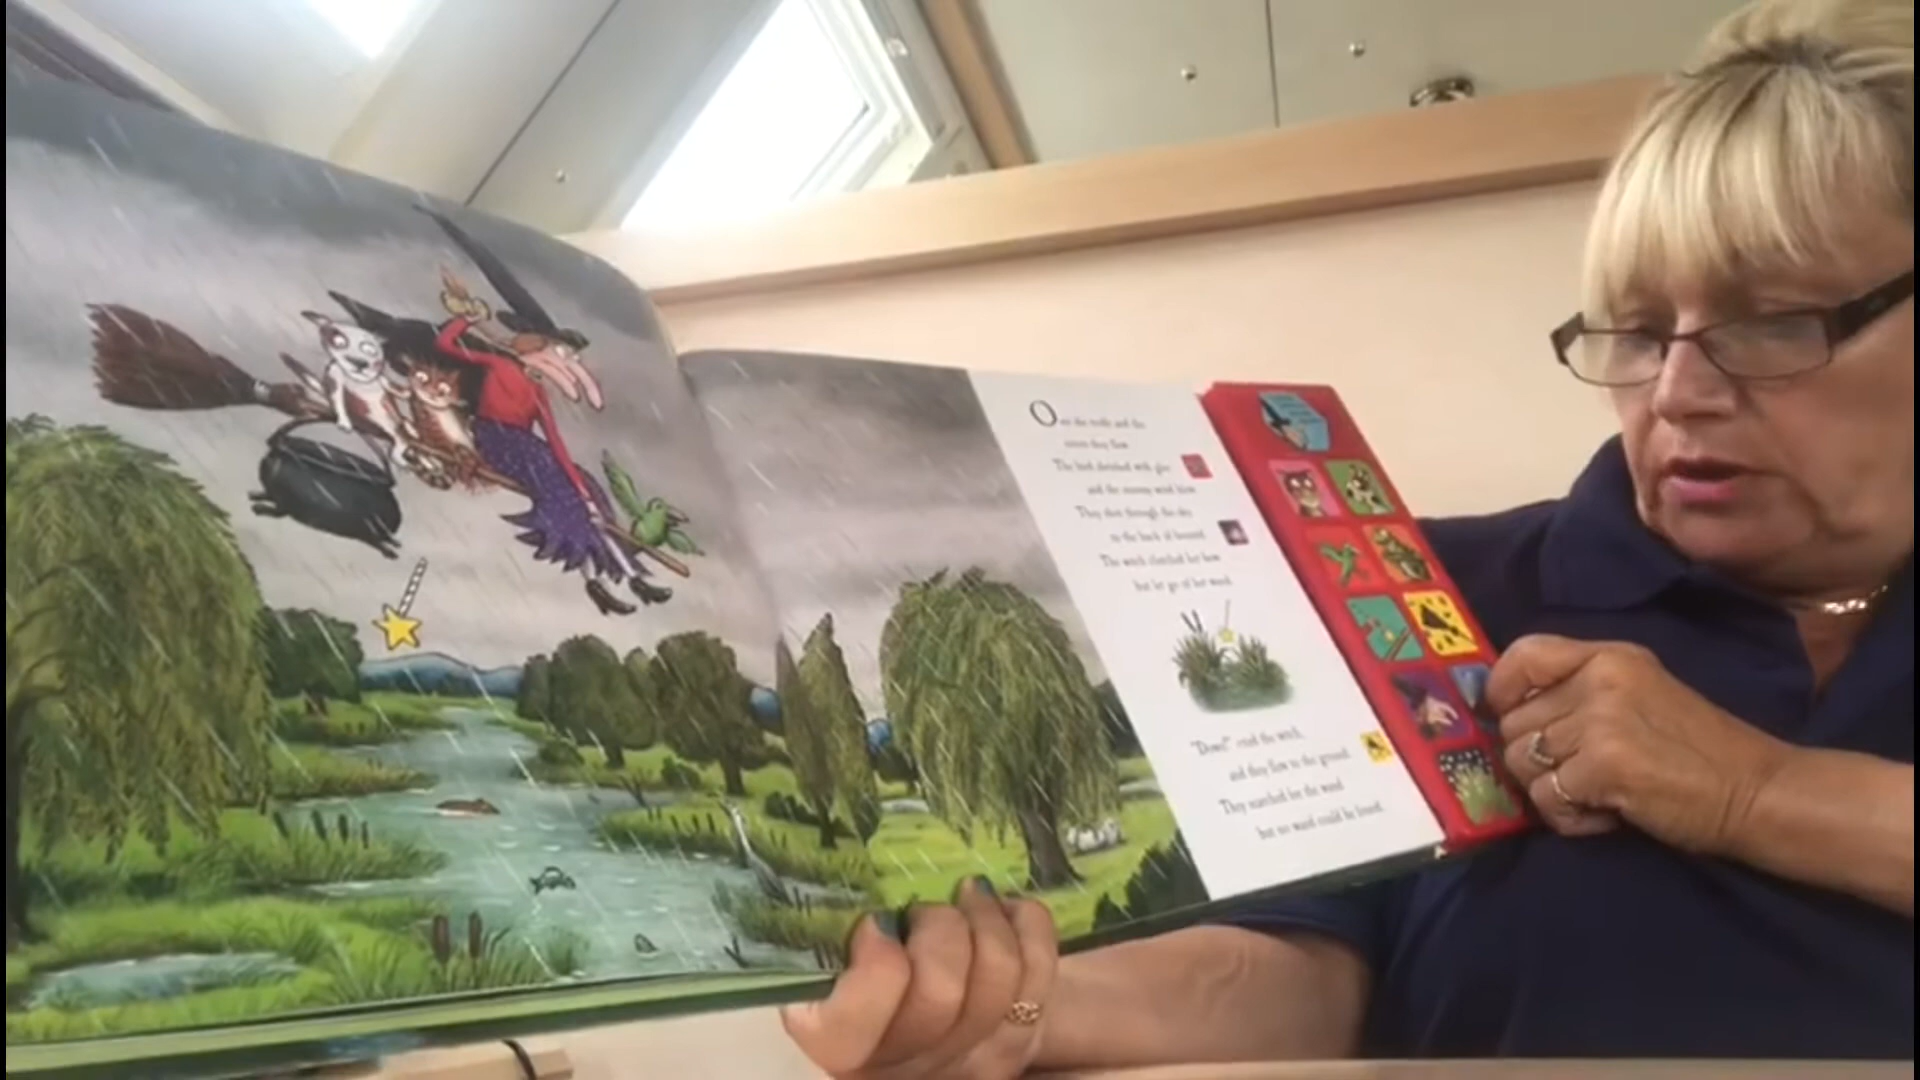 Over the reeds and the
rivers they flew.
The bird shrieked with glee
and the stormy wind blew.
They shot through the sky
to the back of beyond.
The witch clutched her bow
but let go of her wand.
"Down!" cried the witch,
and they flew to the ground.
They searched for the wand
but no wand could be found.